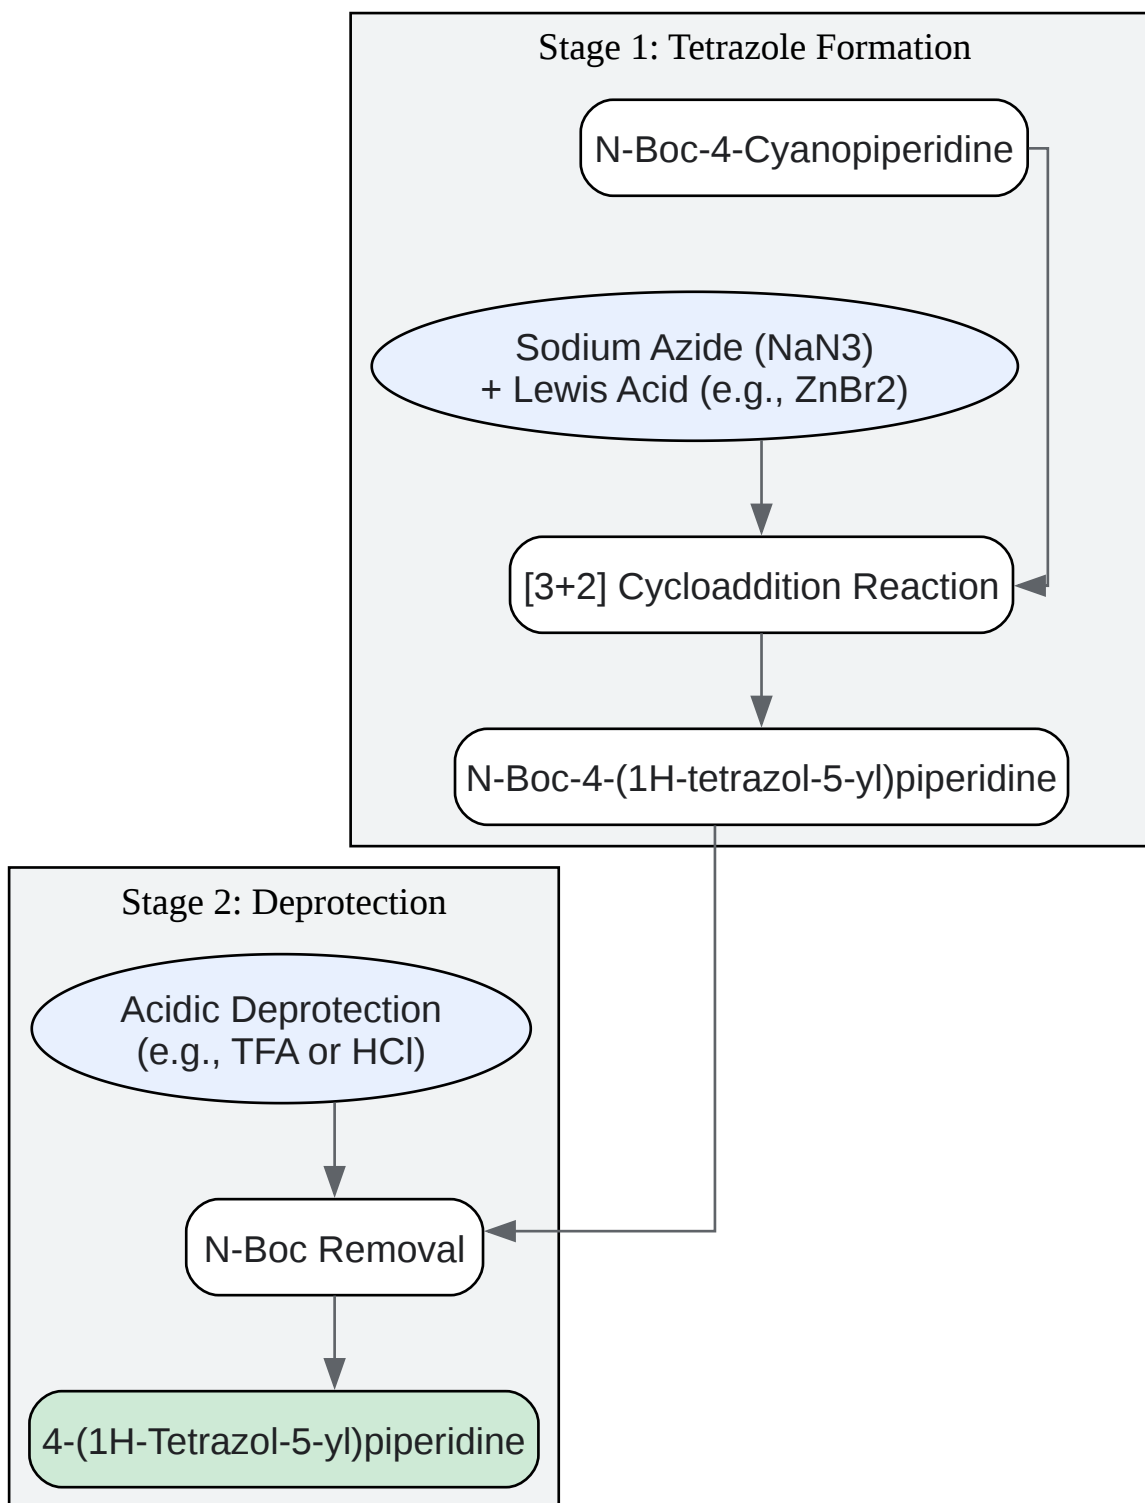 Stage 1: Tetrazole Formation
N-Boc-4-Cyanopiperidine
Sodium Azide (NaN3)
+ Lewis Acid (e.g., ZnBr2)
[3+2] Cycloaddition Reaction
N-Boc-4-(1H-tetrazol-5-yl)piperidine
Stage 2: Deprotection
Acidic Deprotection
(e.g., TFA or HCl)
N-Boc Removal
4-(1H-Tetrazol-5-yl)piperidine